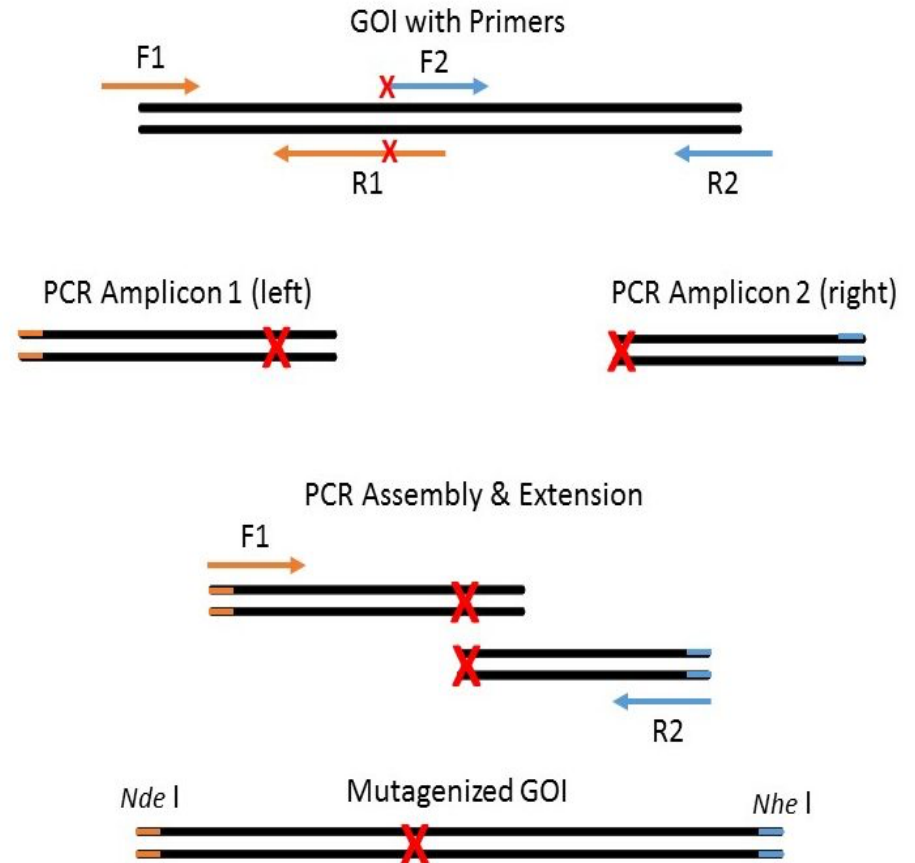 GOI with Primers
F1
F2
X
X
R1
R2
PCR Amplicon 1 (left)
PCR Amplicon 2 (right)
X
X
PCR Assembly & Extension
F1
X
X
R2
Nde I
Mutagenized GOI
Nhe I
X